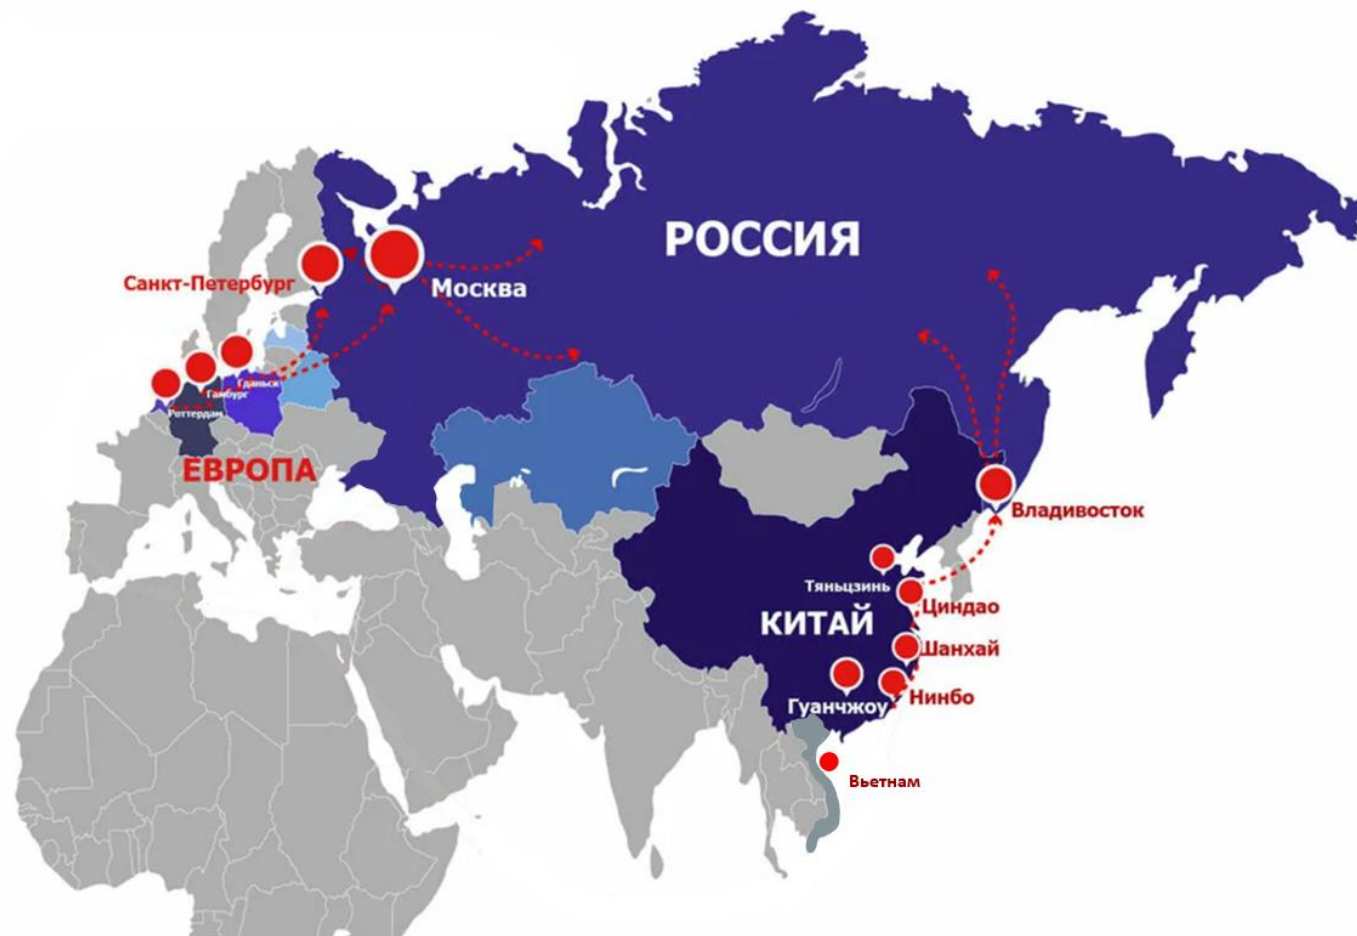 РОССИЯ
Санкт-Петербург
Москва
Гданьск
Гамбург
Роттердам
ЕВРОПА
Владивосток
Тяньцзинь
Циндао
КИТАЙ
Шанхай
Нинбо
Гуанчжоу
Вьетнам